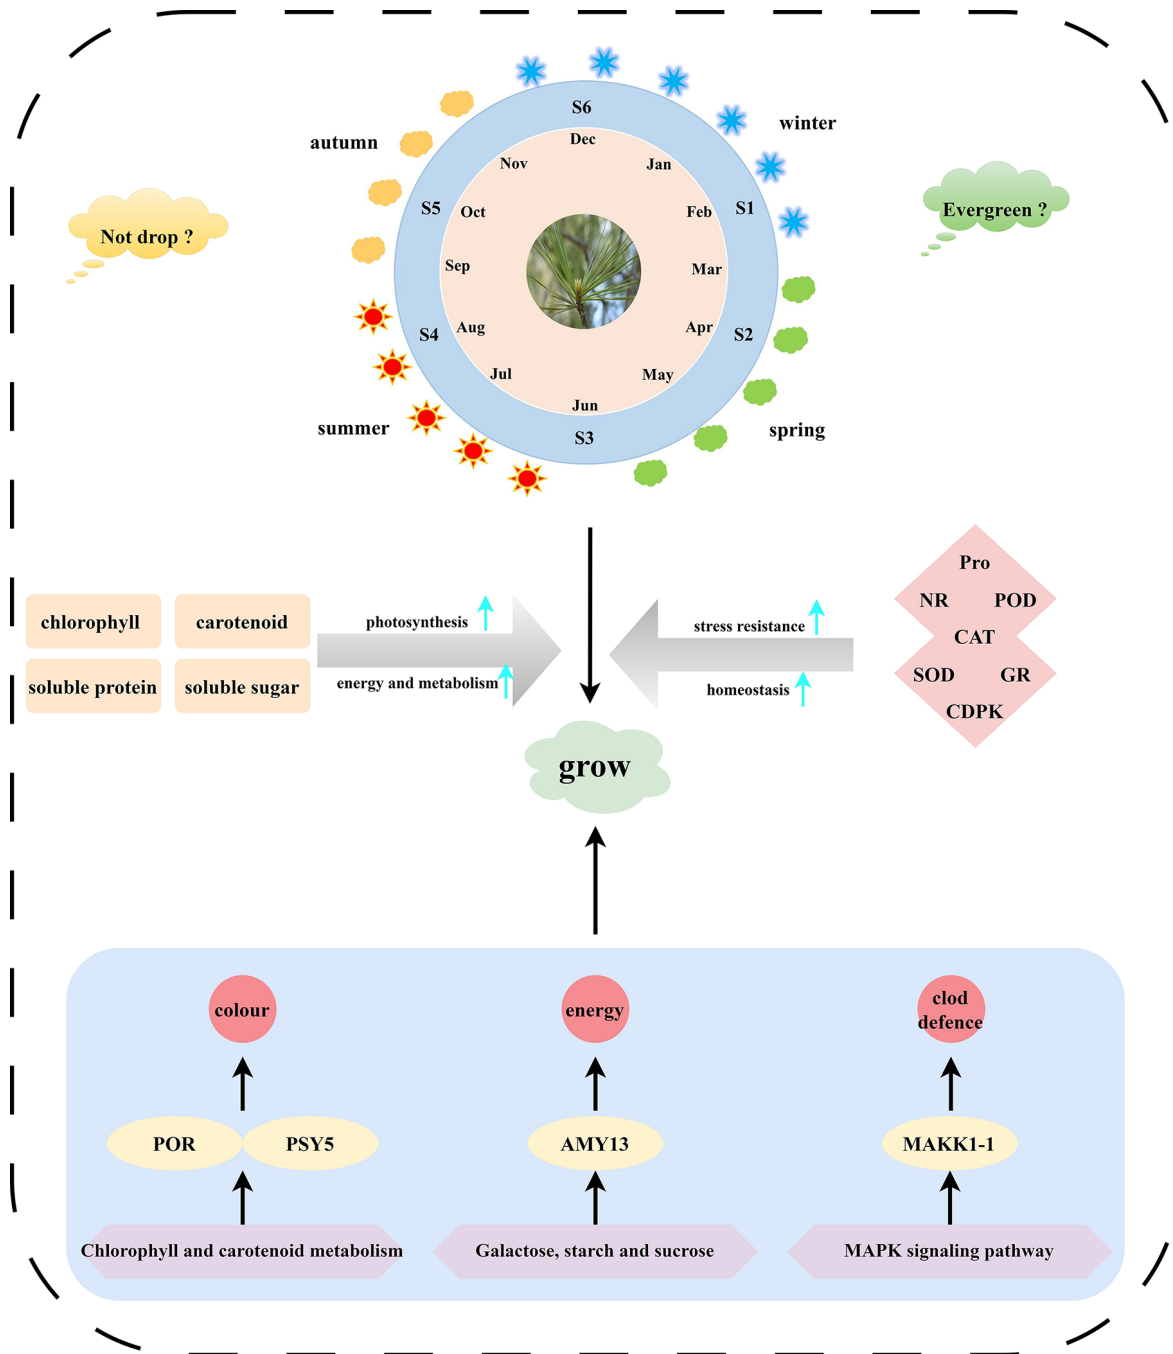 S6
Dec
autumn
winter
Nov
Jan
S5
Oct
Feb
S1
Not drop ?
Evergreen ?
Sep
Mar
S4
Aug
Apr
S2
Jul
May
Jun
summer
S3
spring
chlorophyll
carotenoid
soluble protein
soluble sugar
photosynthesis
energy and metabolism
stress resistance
homeostasis
Pro
NR
POD
CAT
SOD
GR
CDPK
grow
colour
energy
clod
defence
POR
PSY5
AMY13
MAKK1-1
Chlorophyll and carotenoid metabolism
Galactose, starch and sucrose
MAPK signaling pathway